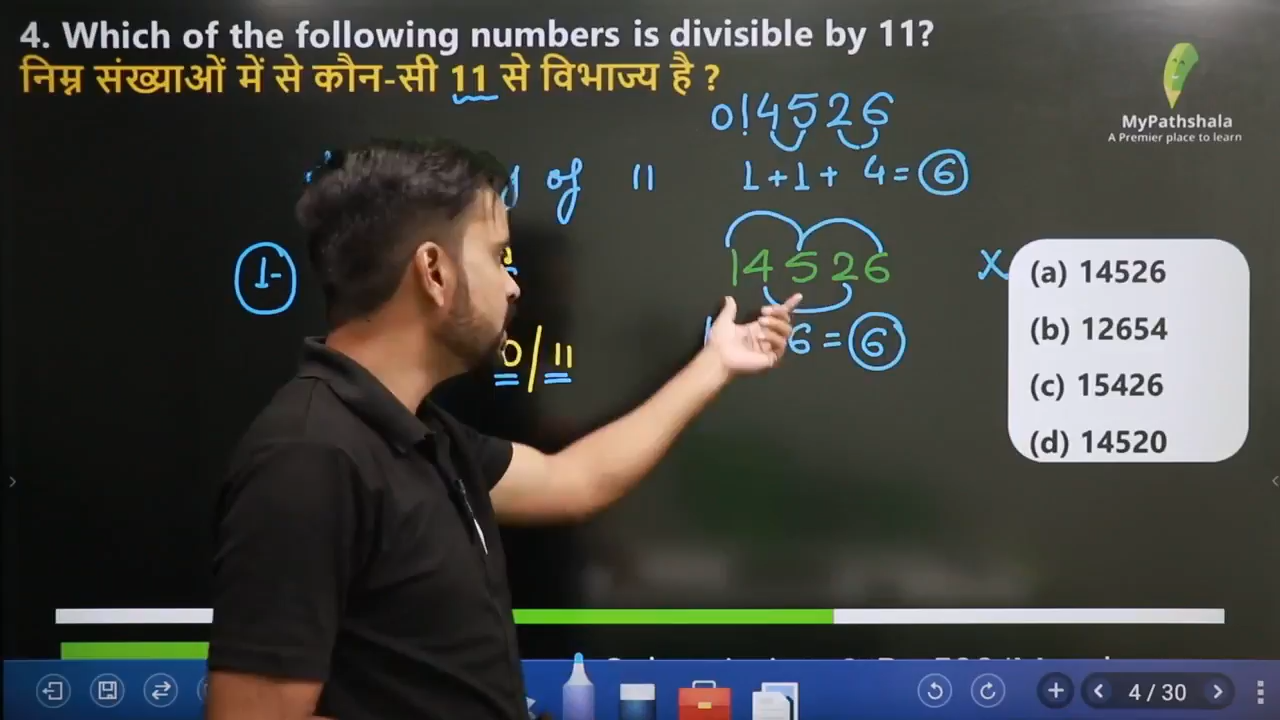 4. Which of the following numbers is divisible by 11?
निम्न संख्याओं में से कौन-सी 11 से विभाज्य है ?
MyPathshala
A Premier place to learn
014526
of 11
1+1+ 4= 6
1-
14526
0/11
6 = 6
X
(a) 14526
(b) 12654
(c) 15426
(d) 14520
4 / 30